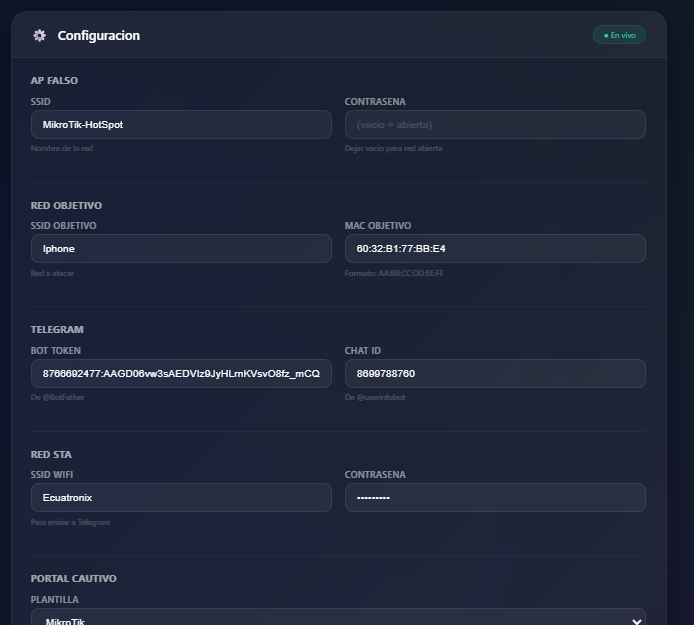 Configuracion
● En vivo
AP FALSO
SSID
CONTRASENA
MikroTik-HotSpot
(vacio = abierta)
Nombre de la red
Dejar vacio para red abierta
RED OBJETIVO
SSID OBJETIVO
MAC OBJETIVO
Iphone
60:32:B1:77:BB:E4
Red a atacar
Formato: AA:BB:CC:DD:EE:FF
TELEGRAM
BOT TOKEN
CHAT ID
8766692477:AAGD06vw3sAEDVlz9JyHLrnKVsvO8fz_mCQ
8699788760
De @BotFather
De @userinfobot
RED STA
SSID WIFI
CONTRASENA
Ecuatronix
---------
Para enviar a Telegram
PORTAL CAUTIVO
PLANTILLA
MikroTik